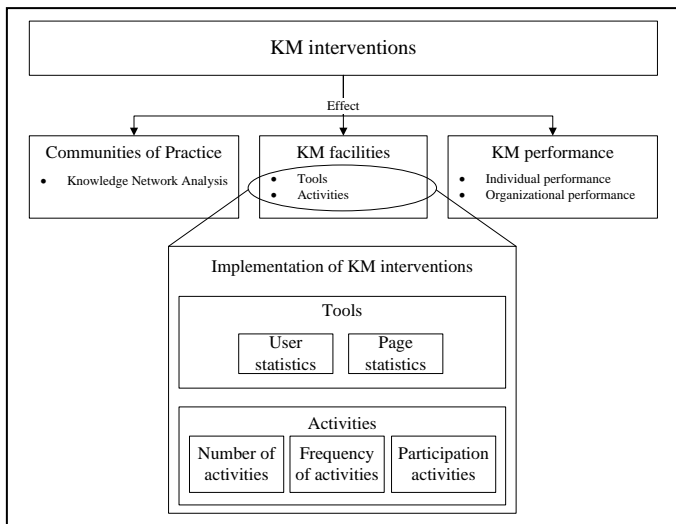 KM interventions
Effect
Communities of Practice
• Knowledge Network Analysis
KM facilities
• Tools
• Activities
KM performance
• Individual performance
• Organizational performance
Implementation of KM interventions
Tools
User
statistics
Page
statistics
Activities
Number of
activities
Frequency
of activities
Participation
activities